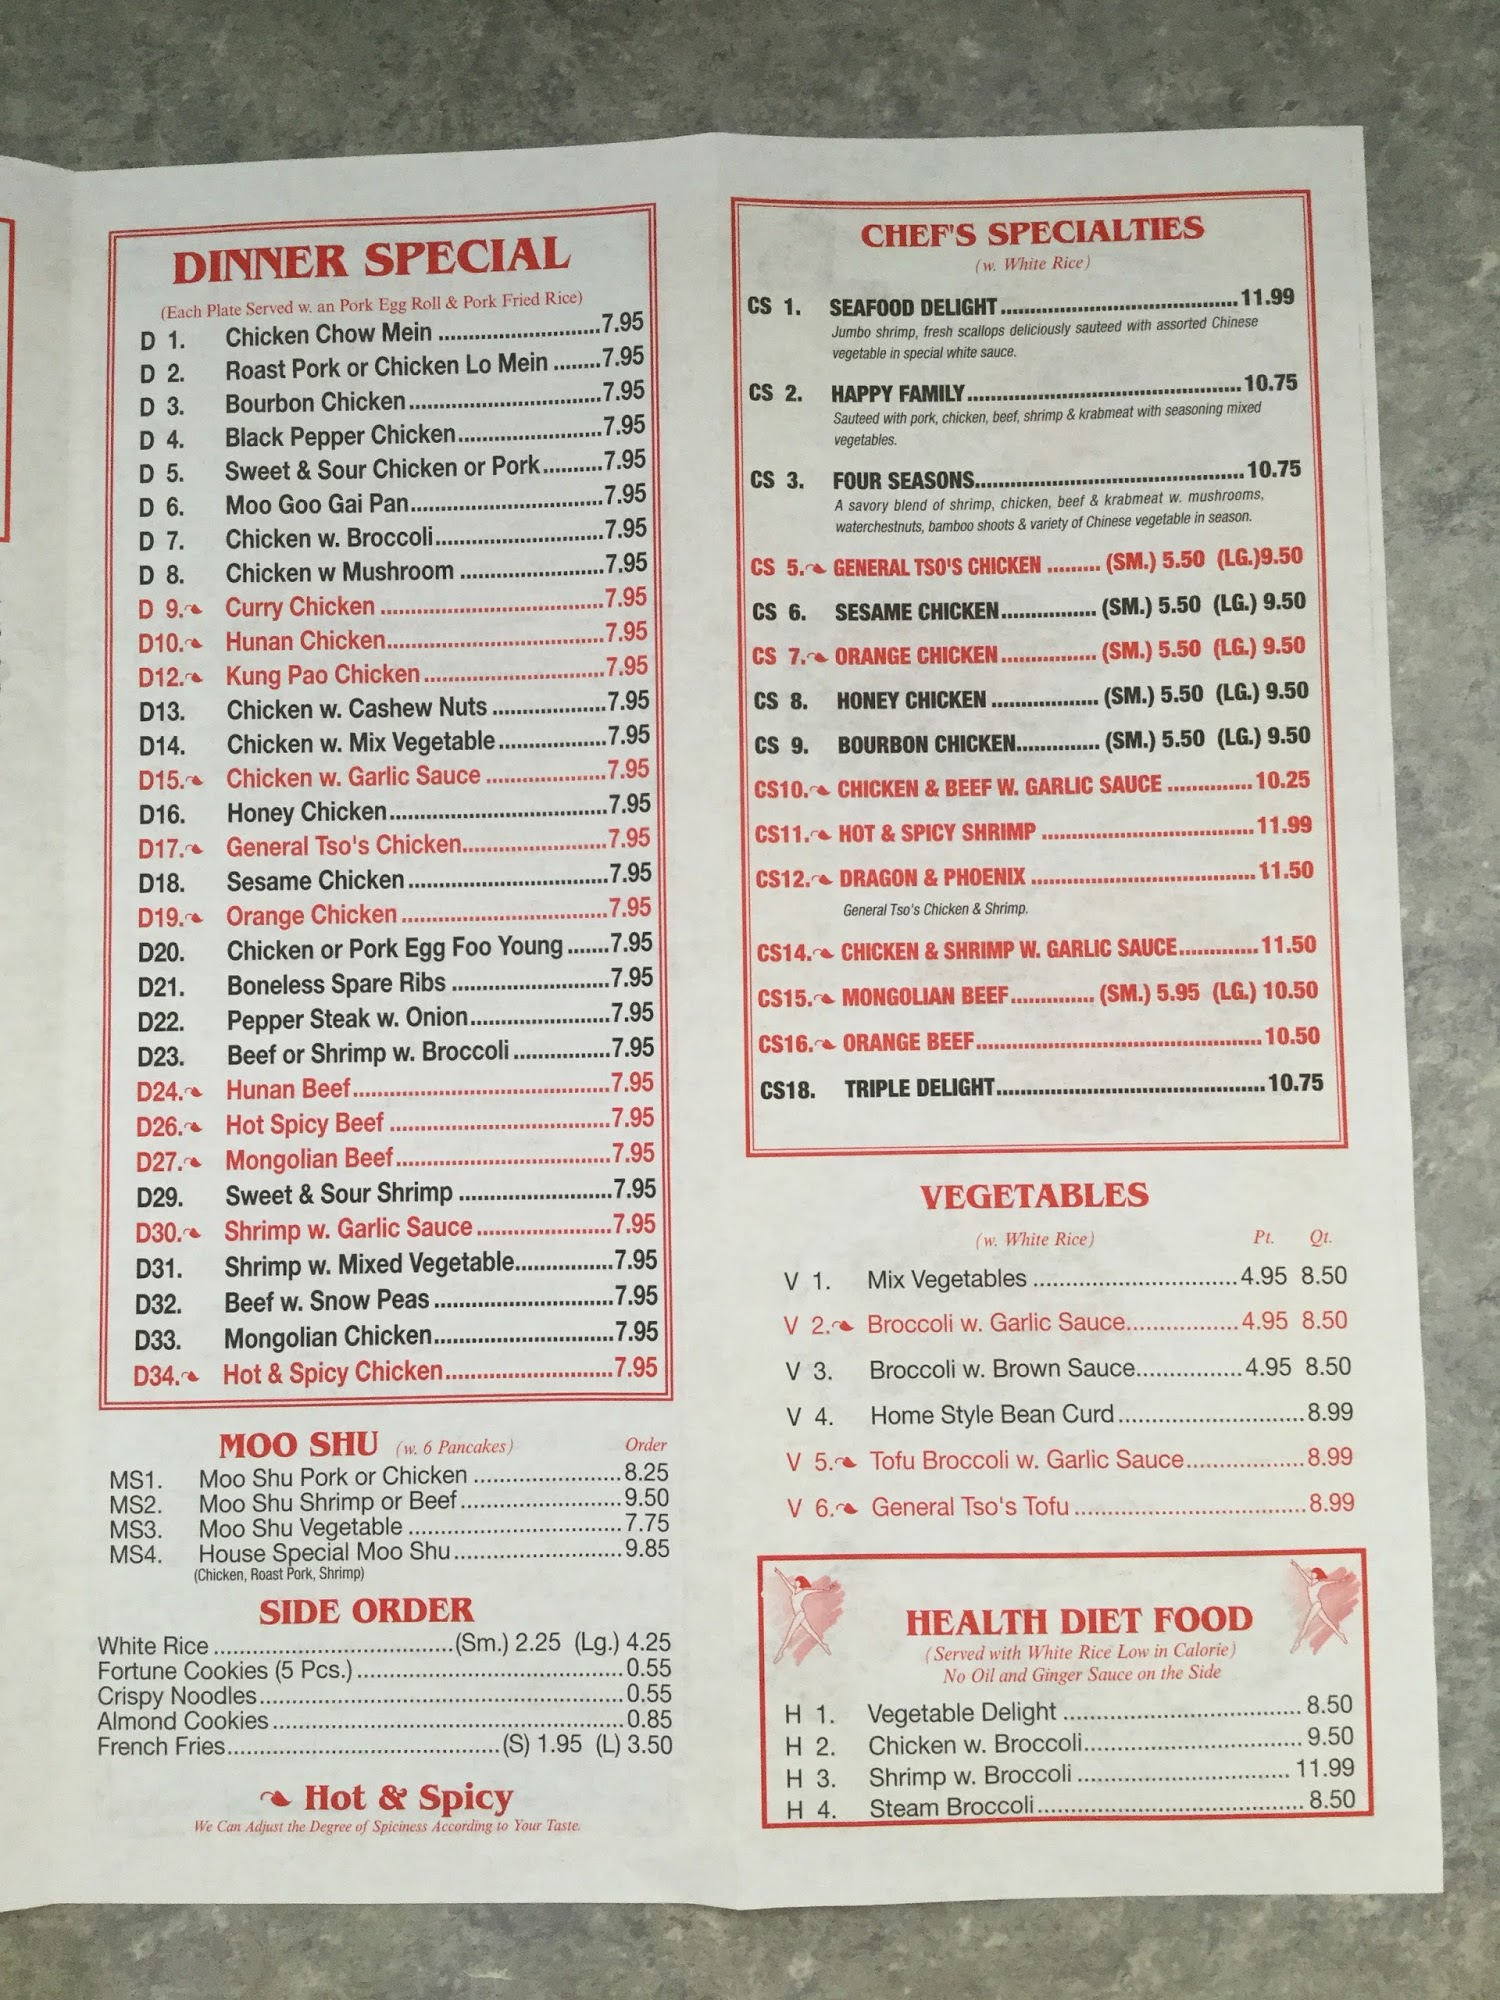 DINNER SPECIAL
(Each Plate Served w. an Pork Egg Roll & Pork Fried Rice)
D 1. Chicken Chow Mein ............................7.95
D 2. Roast Pork or Chicken Lo Mein ........7.95
D 3. Bourbon Chicken.................................7.95
D 4. Black Pepper Chicken.........................7.95
D 5. Sweet & Sour Chicken or Pork..........7.95
D 6. Moo Goo Gai Pan.................................7.95
D 7. Chicken w. Broccoli.............................7.95
D 8. Chicken w Mushroom .........................7.95
D 9. Curry Chicken ......................................7.95
D10. Hunan Chicken.....................................7.95
D12. Kung Pao Chicken ...............................7.95
D13. Chicken w. Cashew Nuts ....................7.95
D14. Chicken w. Mix Vegetable...................7.95
D15. Chicken w. Garlic Sauce .....................7.95
D16. Honey Chicken.....................................7.95
D17. General Tso's Chicken.........................7.95
D18. Sesame Chicken ..................................7.95
D19. Orange Chicken ...................................7.95
D20. Chicken or Pork Egg Foo Young .......7.95
D21. Boneless Spare Ribs ...........................7.95
D22. Pepper Steak w. Onion........................7.95
D23. Beef or Shrimp w. Broccoli .................7.95
D24. Hunan Beef...........................................7.95
D26. Hot Spicy Beef .....................................7.95
D27. Mongolian Beef....................................7.95
D29. Sweet & Sour Shrimp ..........................7.95
D30. Shrimp w. Garlic Sauce .......................7.95
D31. Shrimp w. Mixed Vegetable.................7.95
D32. Beef w. Snow Peas ..............................7.95
D33. Mongolian Chicken..............................7.95
D34. Hot & Spicy Chicken............................7.95
MOO SHU (w. 6 Pancakes) Order
MS1. Moo Shu Pork or Chicken ......................8.25
MS2. Moo Shu Shrimp or Beef........................9.50
MS3. Moo Shu Vegetable ................................7.75
MS4. House Special Moo Shu.........................9.85
(Chicken, Roast Pork, Shrimp)
SIDE ORDER
White Rice ....................................(Sm.) 2.25 (Lg.) 4.25
Fortune Cookies (5 Pcs.)........................................0.55
Crispy Noodles.......................................................0.55
Almond Cookies.....................................................0.85
French Fries.........................................(S) 1.95 (L) 3.50
Hot & Spicy
We Can Adjust the Degree of Spiciness According to Your Taste.
CHEF'S SPECIALTIES
(w. White Rice)
CS 1. SEAFOOD DELIGHT.......................................11.99
Jumbo shrimp, fresh scallops deliciously sauteed with assorted Chinese
vegetable in special white sauce.
CS 2. HAPPY FAMILY.............................................10.75
Sauteed with pork, chicken, beef, shrimp & krabmeat with seasoning mixed
vegetables.
CS 3. FOUR SEASONS............................................10.75
A savory blend of shrimp, chicken, beef & krabmeat w. mushrooms,
waterchestnuts, bamboo shoots & variety of Chinese vegetable in season.
CS 5. GENERAL TSO'S CHICKEN ......... (SM.) 5.50 (LG.)9.50
CS 6. SESAME CHICKEN................ (SM.) 5.50 (LG.) 9.50
CS 7. ORANGE CHICKEN................ (SM.) 5.50 (LG.) 9.50
CS 8. HONEY CHICKEN .................. (SM.) 5.50 (LG.) 9.50
CS 9. BOURBON CHICKEN.............. (SM.) 5.50 (LG.) 9.50
CS10. CHICKEN & BEEF W. GARLIC SAUCE ..............10.25
CS11. HOT & SPICY SHRIMP ...................................11.99
CS12. DRAGON & PHOENIX .....................................11.50
General Tso's Chicken & Shrimp.
CS14. CHICKEN & SHRIMP W. GARLIC SAUCE.............11.50
CS15. MONGOLIAN BEEF.............. (SM.) 5.95 (LG.) 10.50
CS16. ORANGE BEEF...............................................10.50
CS18. TRIPLE DELIGHT............................................10.75
VEGETABLES
(w. White Rice) Pt. Qt.
V 1. Mix Vegetables ..............................4.95 8.50
V 2. Broccoli w. Garlic Sauce.................4.95 8.50
V 3. Broccoli w. Brown Sauce................4.95 8.50
V 4. Home Style Bean Curd............................8.99
V 5. Tofu Broccoli w. Garlic Sauce.................8.99
V 6. General Tso's Tofu ..................................8.99
HEALTH DIET FOOD
(Served with White Rice Low in Calorie)
No Oil and Ginger Sauce on the Side
H 1. Vegetable Delight ................................... 8.50
H 2. Chicken w. Broccoli................................ 9.50
H 3. Shrimp w. Broccoli ............................... 11.99
H 4. Steam Broccoli....................................... 8.50